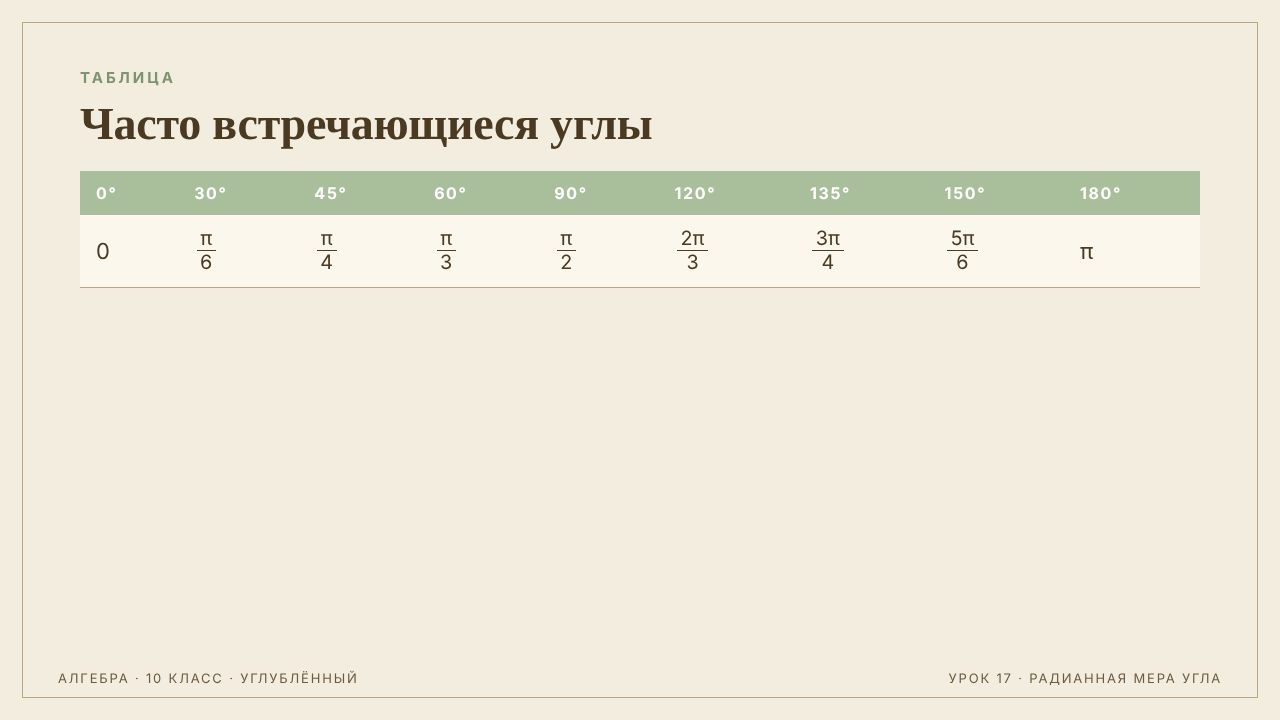 ТАБЛИЦА
Часто встречающиеся углы
0° 30° 45° 60° 90° 120° 135° 150° 180°
0 π/6 π/4 π/3 π/2 2π/3 3π/4 5π/6 π
АЛГЕБРА · 10 КЛАСС · УГЛУБЛЁННЫЙ
УРОК 17 · РАДИАННАЯ МЕРА УГЛА